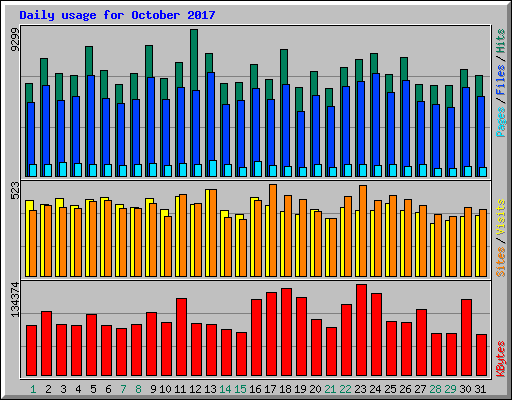 Daily usage for October 2017
9299
Pages / Files / Hits
523
Sites / Visits
134374
KBytes
1 2 3 4 5 6 7 8 9 10 11 12 13 14 15 16 17 18 19 20 21 22 23 24 25 26 27 28 29 30 31